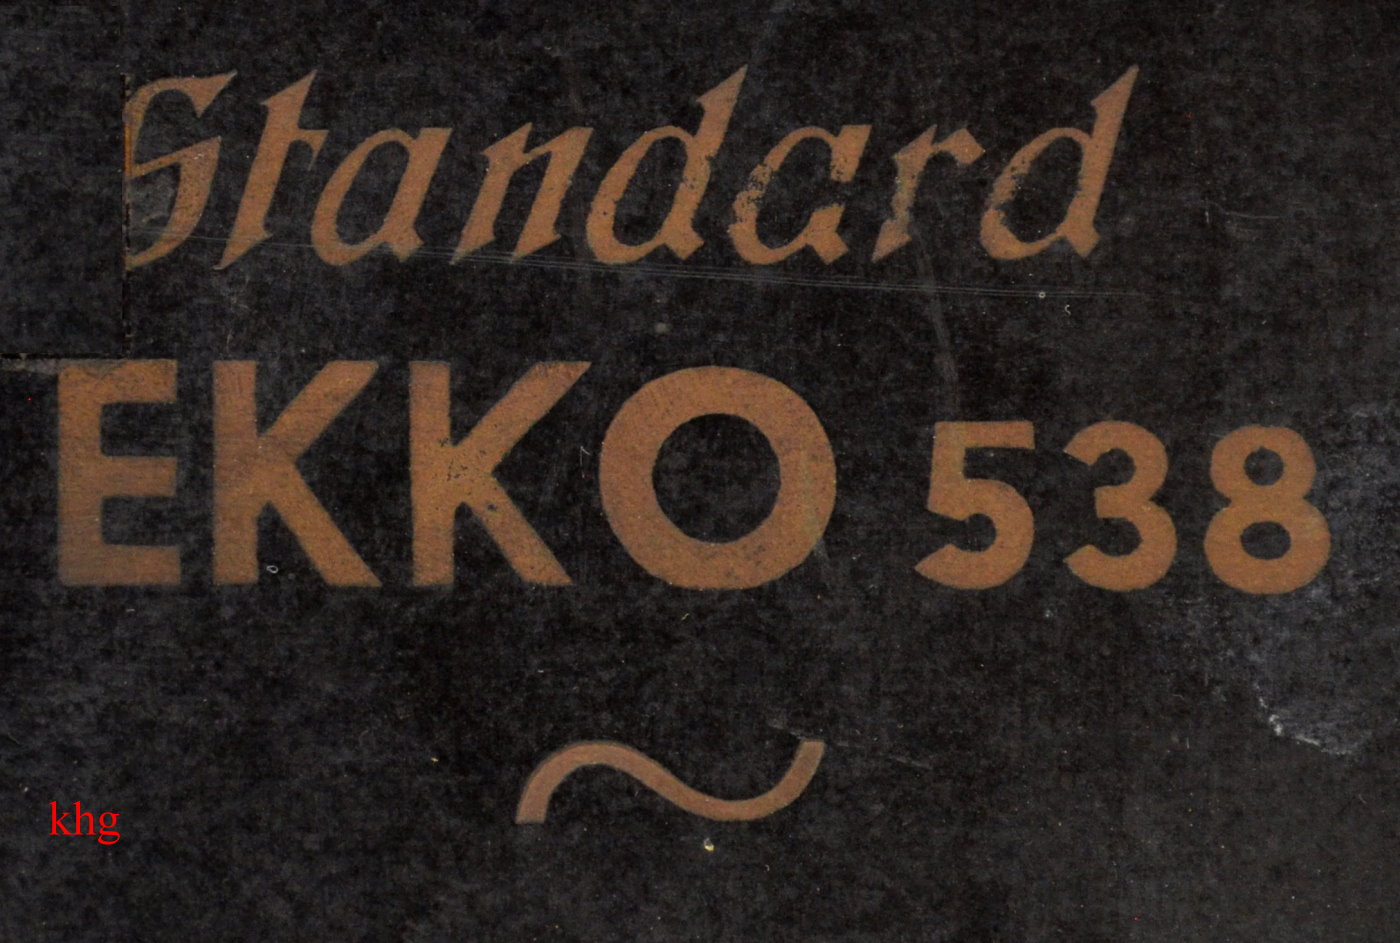 Standard
EKKO 538
~
khg